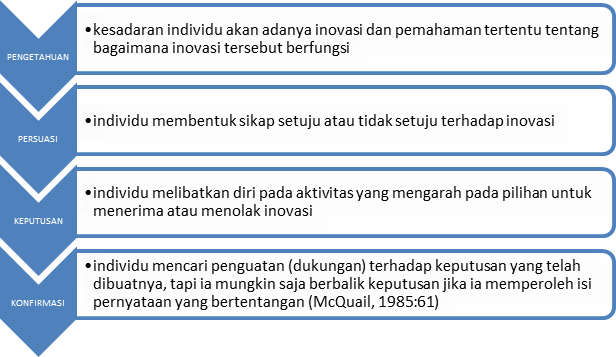 PENGETAHUAN
•kesadaran individu akan adanya inovasi dan pemahaman tertentu tentang
bagaimana inovasi tersebut berfungsi
PERSUASI
•individu membentuk sikap setuju atau tidak setuju terhadap inovasi
KEPUTUSAN
•individu melibatkan diri pada aktivitas yang mengarah pada pilihan untuk
menerima atau menolak inovasi
KONFIRMASI
•individu mencari penguatan (dukungan) terhadap keputusan yang telah
dibuatnya, tapi ia mungkin saja berbalik keputusan jika ia memperoleh isi
pernyataan yang bertentangan (McQuail, 1985:61)